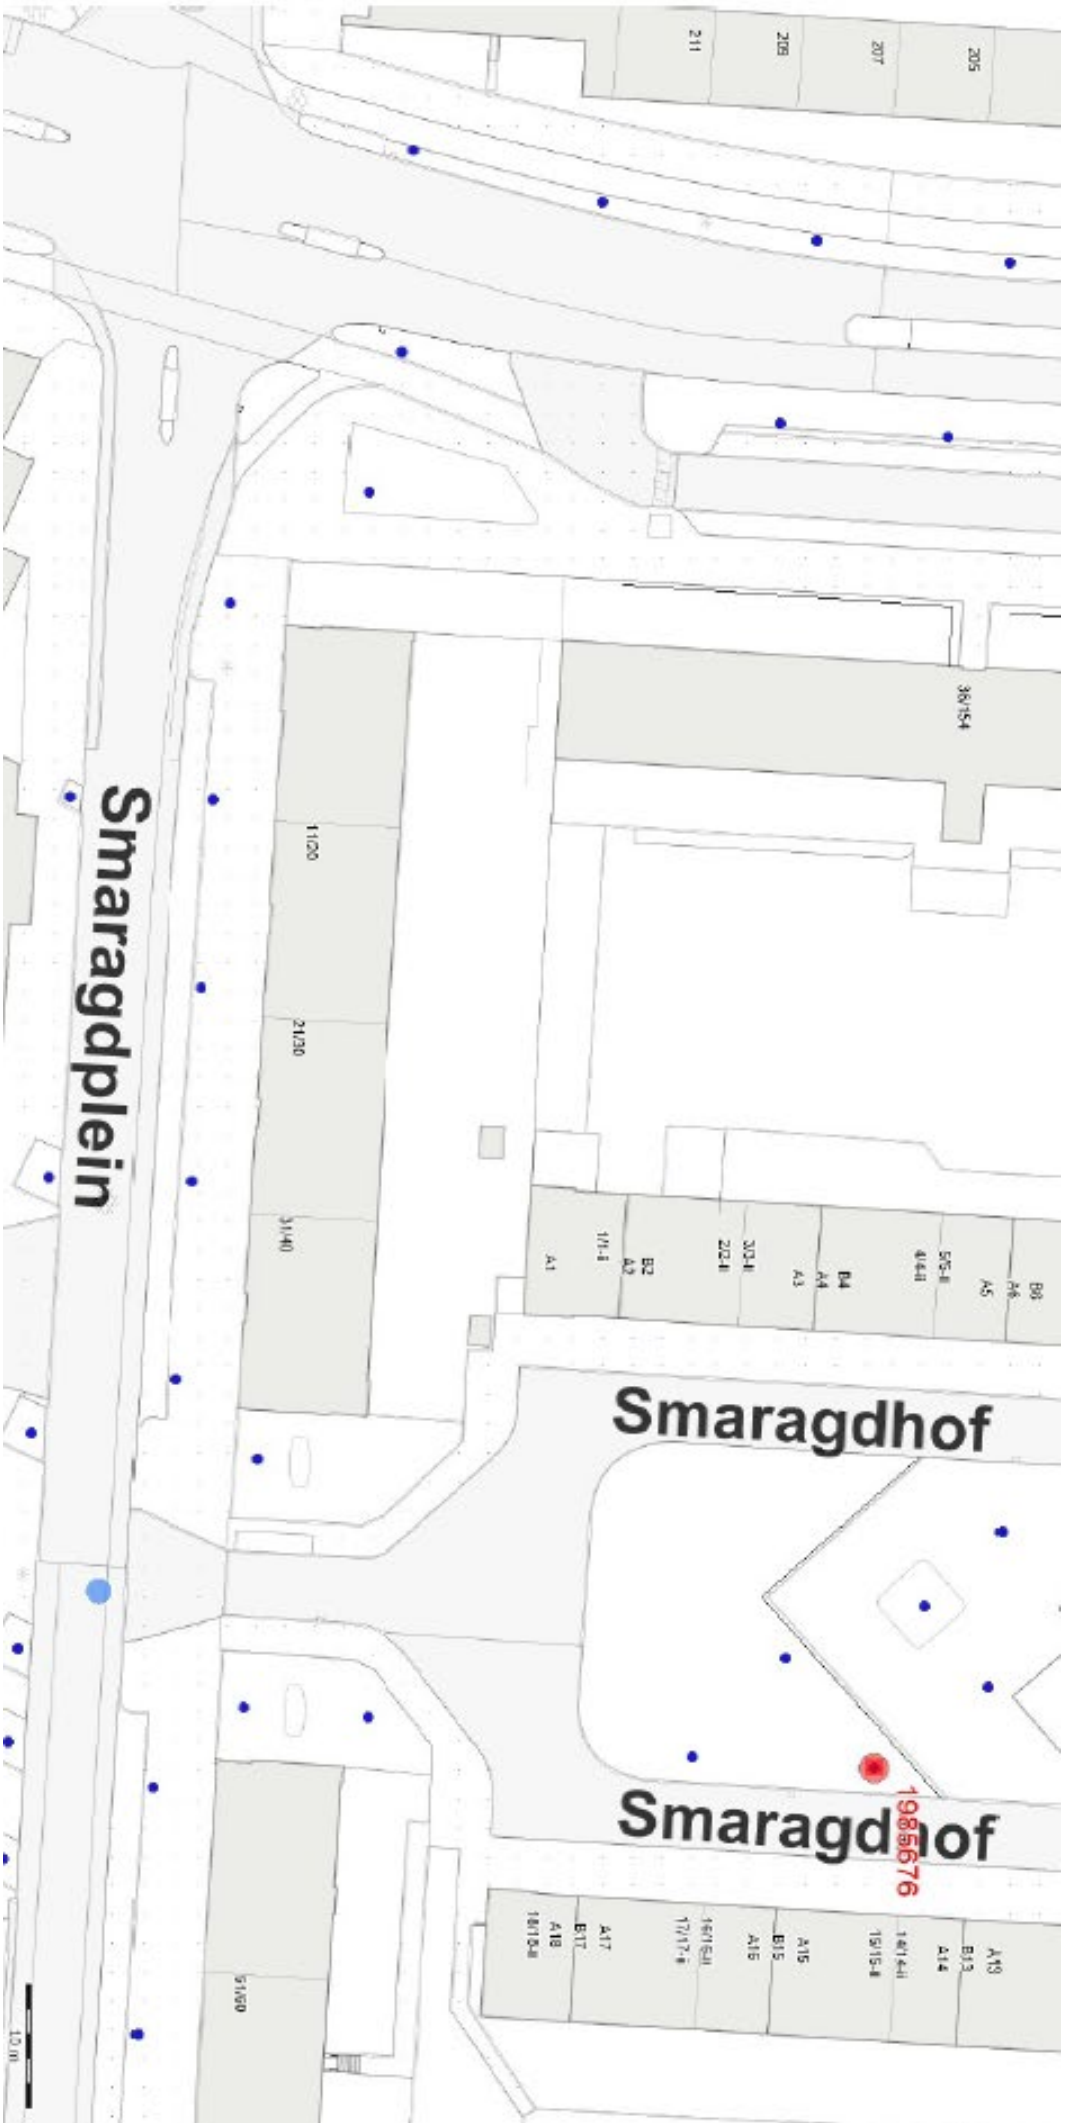 211
209
207
205
36/154
Smaragdplein
11/20
21/30
31/40
A1
1/1-ii
A2
B2
2/2-ii
3/3-ii
A3
A4
B4
4/4-ii
5/5-ii
A5
A6
B6
Smaragdhof
Smaragdhof
1985676
18/18-ii
A18
B17
A17
17/17-ii
16/16-ii
A16
B15
A15
15/15-ii
14/14-ii
A14
B13
A13
51/60
10 m